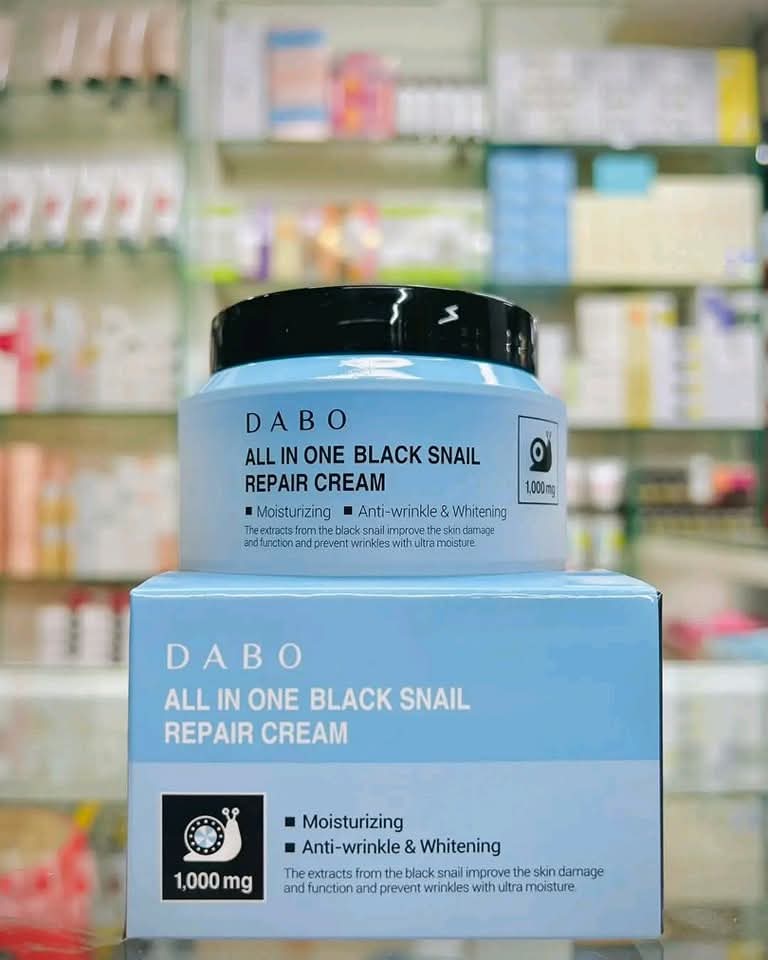 DABO
ALL IN ONE BLACK SNAIL
REPAIR CREAM
■ Moisturizing ■ Anti-wrinkle & Whitening
The extracts from the black snail improve the skin damage
and function and prevent wrinkles with ultra moisture.
1,000 mg
DABO
ALL IN ONE BLACK SNAIL
REPAIR CREAM
1,000 mg
■ Moisturizing
■ Anti-wrinkle & Whitening
The extracts from the black snail improve the skin damage
and function and prevent wrinkles with ultra moisture.